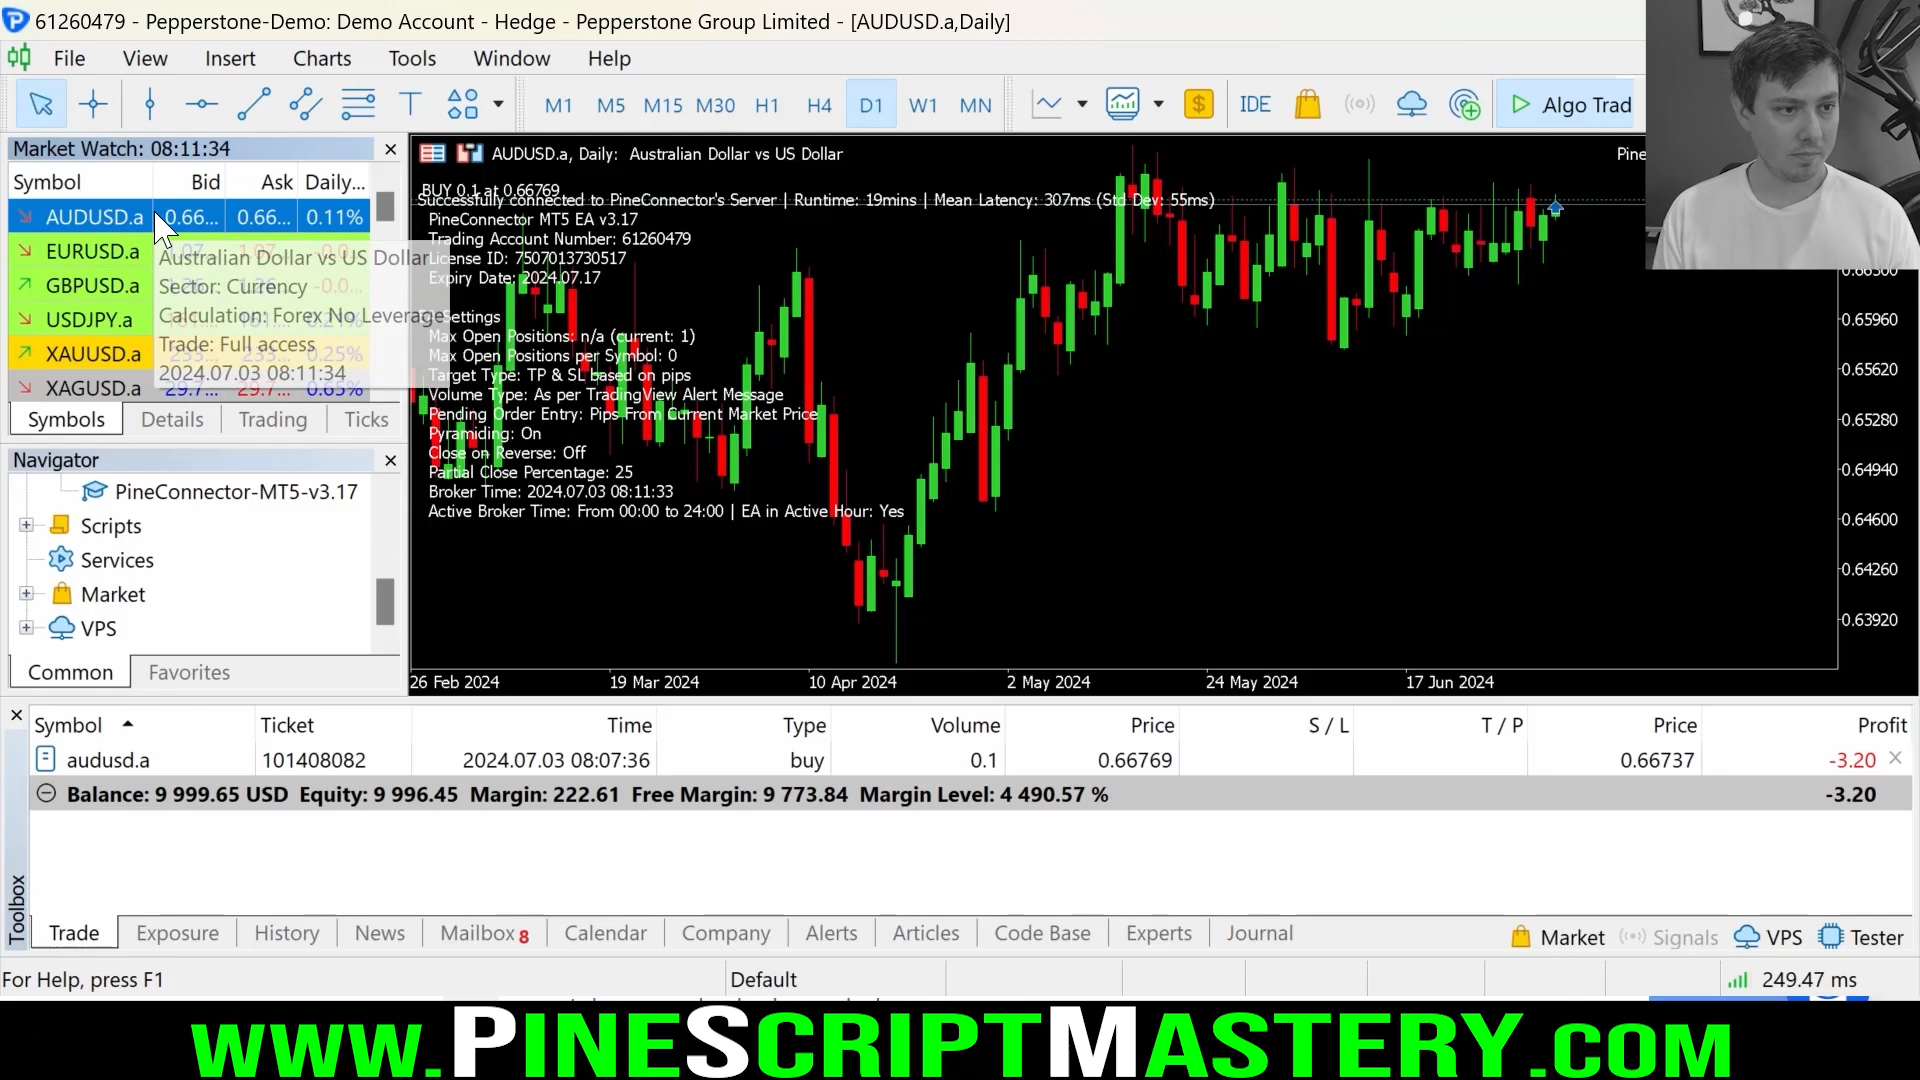 61260479 - Pepperstone-Demo: Demo Account - Hedge - Pepperstone Group Limited - [AUDUSD.a,Daily]
File View Insert Charts Tools Window Help
M1 M5 M15 M30 H1 H4 D1 W1 MN IDE Algo Trad
Market Watch: 08:11:34
Symbol Bid Ask Daily...
AUDUSD.a 0.66... 0.66... 0.11%
EURUSD.a
GBPUSD.a
USDJPY.a
XAUUSD.a 0.25%
XAGUSD.a 29.7... 29.7... 0.65%
Australian Dollar vs US Dollar
Sector: Currency
Calculation: Forex No Leverage
Trade: Full access
2024.07.03 08:11:34
Symbols Details Trading Ticks
Navigator
PineConnector-MT5-v3.17
Scripts
Services
Market
VPS
Common Favorites
AUDUSD.a, Daily: Australian Dollar vs US Dollar
Pine
BUY 0.1 at 0.66769
Successfully connected to PineConnector's Server | Runtime: 19mins | Mean Latency: 307ms (Std Dev: 55ms)
PineConnector MT5 EA v3.17
Trading Account Number: 61260479
License ID: 7507013730517
Expiry Date: 2024.07.17
Settings
Max Open Positions: n/a (current: 1)
Max Open Positions per Symbol: 0
Target Type: TP & SL based on pips
Volume Type: As per TradingView Alert Message
Pending Order Entry: Pips From Current Market Price
Pyramiding: On
Close on Reverse: Off
Partial Close Percentage: 25
Broker Time: 2024.07.03 08:11:33
Active Broker Time: From 00:00 to 24:00 | EA in Active Hour: Yes
0.65960
0.65620
0.65280
0.64940
0.64600
0.64260
0.63920
26 Feb 2024 19 Mar 2024 10 Apr 2024 2 May 2024 24 May 2024 17 Jun 2024
Symbol Ticket Time Type Volume Price S / L T / P Price Profit
audusd.a 101408082 2024.07.03 08:07:36 buy 0.1 0.66769 0.66737 -3.20
Balance: 9 999.65 USD Equity: 9 996.45 Margin: 222.61 Free Margin: 9 773.84 Margin Level: 4 490.57 % -3.20
Toolbox
Trade Exposure History News Mailbox 8 Calendar Company Alerts Articles Code Base Experts Journal Market Signals VPS Tester
For Help, press F1 Default 249.47 ms
www.PineScriptMastery.com